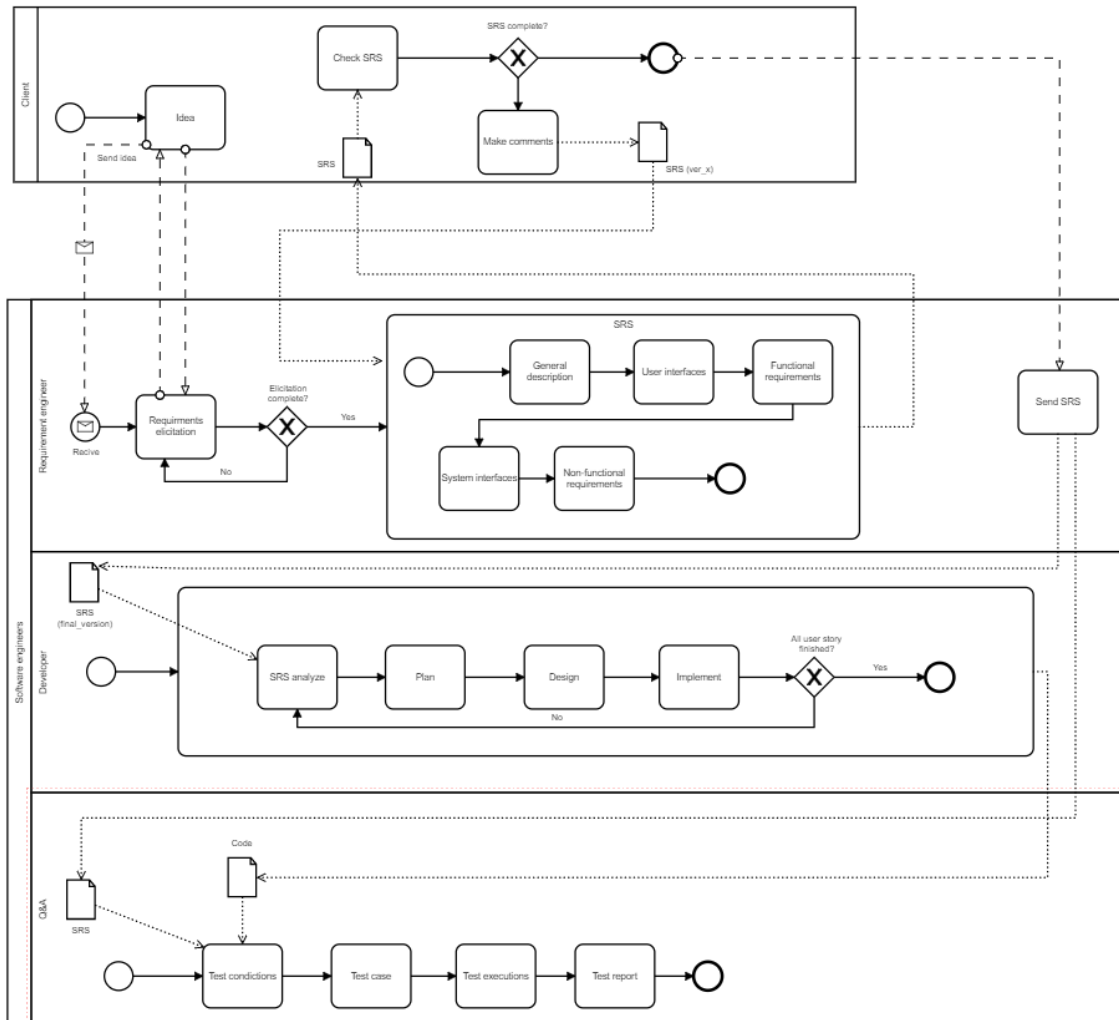 Client
SRS complete?
Check SRS
Idea
Make comments
Send idea
SRS
SRS (ver_x)
Software engineers
Requirement engineer
SRS
General
description
User interfaces
Functional
requirements
Elicitation
complete?
Send SRS
Requirments
elicitation
Yes
Recive
No
System interfaces
Non-functional
requirements
Developer
SRS
(final_version)
All user story
finished?
SRS analyze
Plan
Design
Implement
Yes
No
Q&A
Code
SRS
Test condictions
Test case
Test executions
Test report